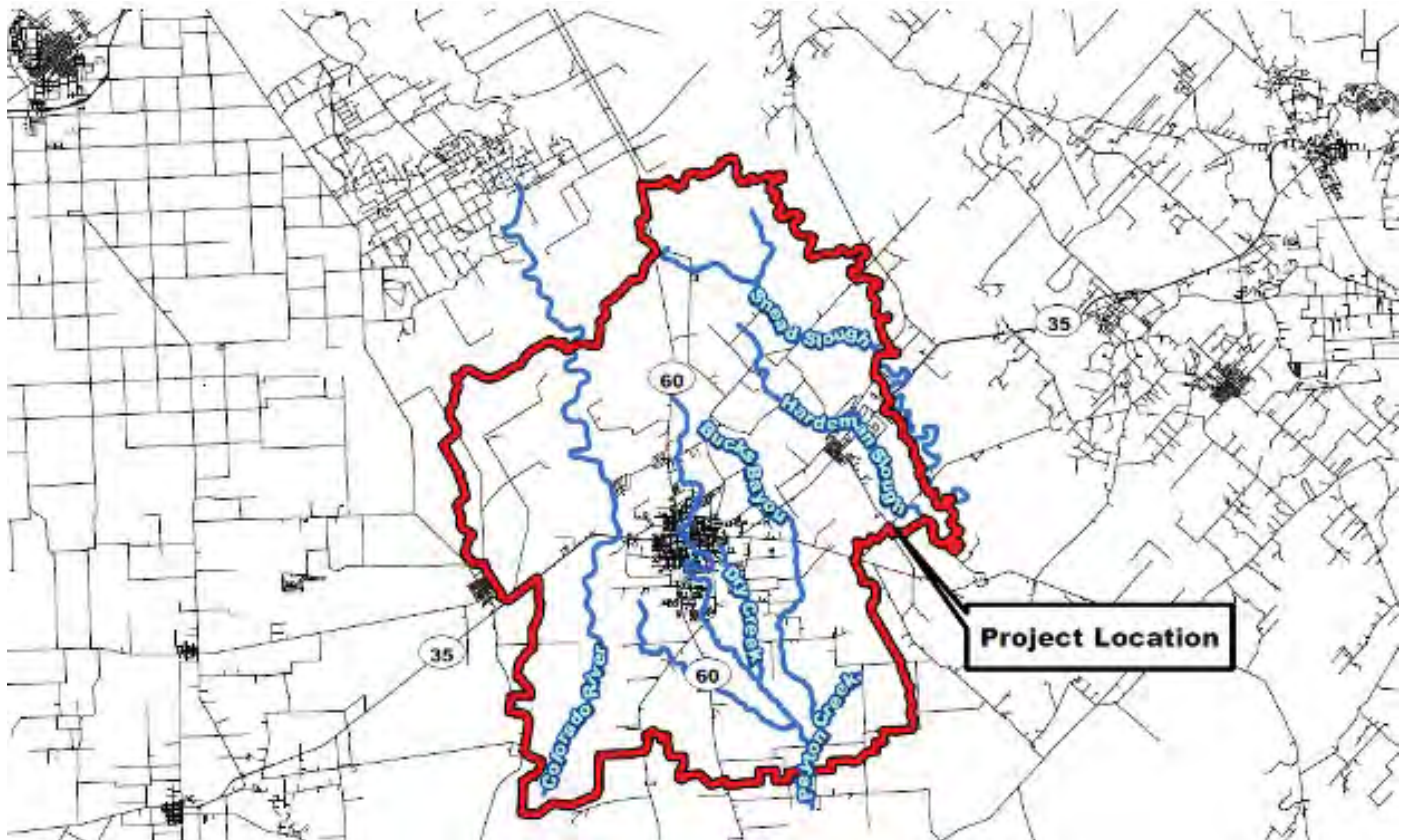 35
Snead Slough
60
Hardeman Slough
Bucks Bayou
Dry Creek
Project Location
35
Colorado River
60
Peyton Creek